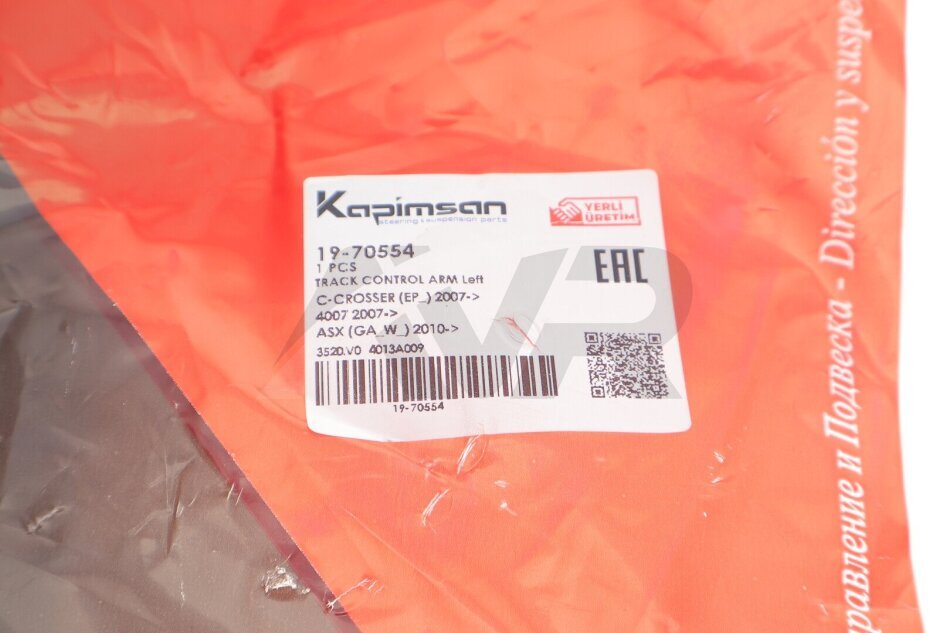 Kapimsan
steering & suspension parts
YERLİ
ÜRETİM
19-70554
1 PCS
TRACK CONTROL ARM Left
C-CROSSER (EP_) 2007->
4007 2007->
ASX (GA_W_) 2010->
3520.V0 4013A009
19-70554
EAC
AVR
равление и Подвеска - Dirección y suspe